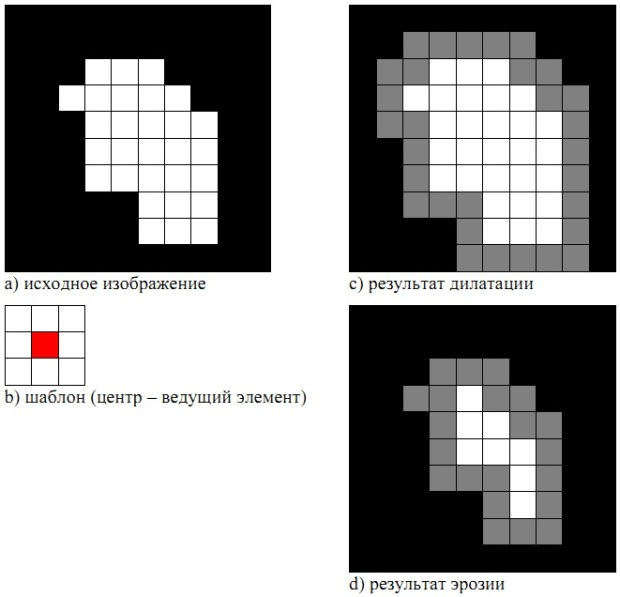 a) исходное изображение
c) результат дилатации
b) шаблон (центр – ведущий элемент)
d) результат эрозии